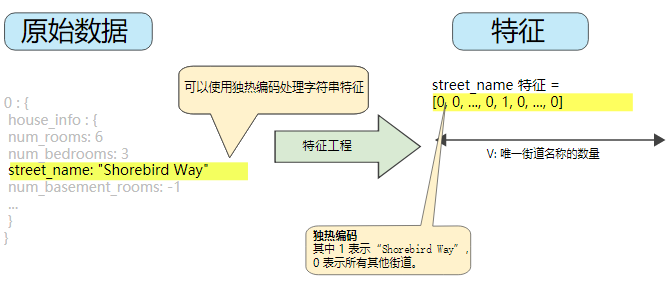 原始数据
特征
可以使用独热编码处理字符串特征
0 : {
house_info : {
num_rooms: 6
num_bedrooms: 3
street_name: "Shorebird Way"
num_basement_rooms: -1
...
}
}
特征工程
street_name 特征 =
[0, 0, ..., 0, 1, 0, ..., 0]
V: 唯一街道名称的数量
独热编码
其中 1 表示“Shorebird Way”,
0 表示所有其他街道。